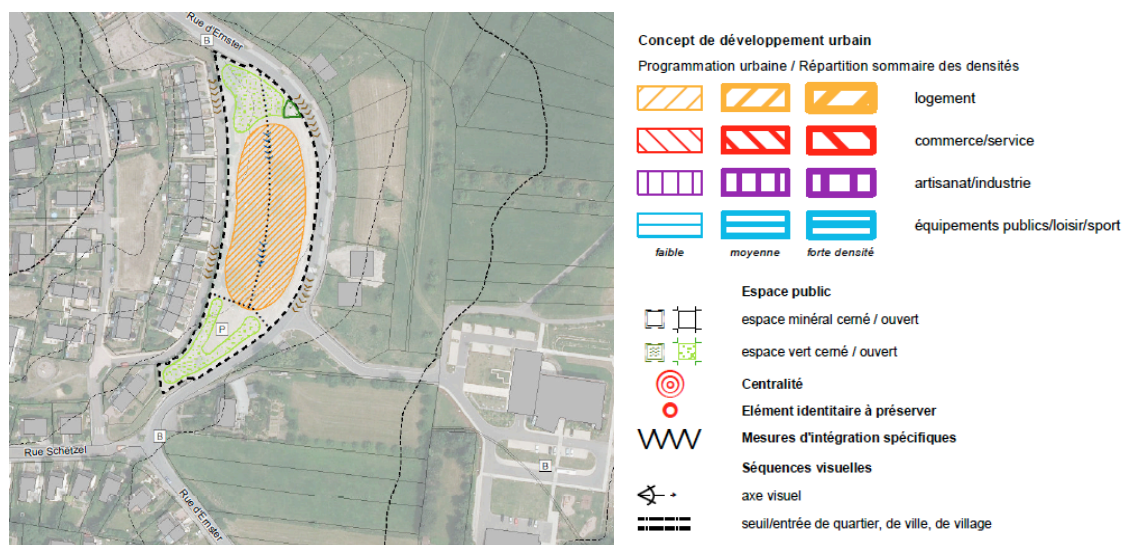 Rue d'Ernster
B
P
B
Rue Schetzel
Rue d'Ernster
B
Concept de développement urbain
Programmation urbaine / Répartition sommaire des densités
logement
commerce/service
artisanat/industrie
équipements publics/loisir/sport
faible moyenne forte densité
Espace public
espace minéral cerné / ouvert
espace vert cerné / ouvert
Centralité
Elément identitaire à préserver
Mesures d'intégration spécifiques
Séquences visuelles
axe visuel
seuil/entrée de quartier, de ville, de village